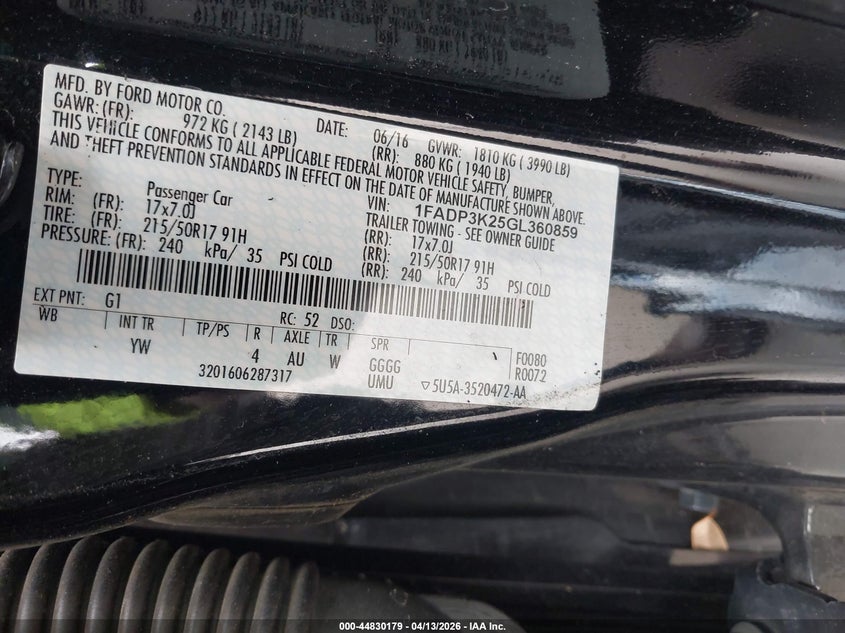 MFD. BY FORD MOTOR CO.
DATE: 06/16 GVWR: 1810 KG ( 3990 LB)
GAWR: (FR): 972 KG ( 2143 LB) (RR): 880 KG ( 1940 LB)
THIS VEHICLE CONFORMS TO ALL APPLICABLE FEDERAL MOTOR VEHICLE SAFETY, BUMPER,
AND THEFT PREVENTION STANDARDS IN EFFECT ON THE DATE OF MANUFACTURE SHOWN ABOVE.
VIN: 1FADP3K25GL360859
TYPE: Passenger Car TRAILER TOWING - SEE OWNER GUIDE
RIM: (FR): 17x7.0J (RR): 17x7.0J
TIRE: (FR): 215/50R17 91H (RR): 215/50R17 91H
PRESSURE: (FR): 240 kPa/ 35 PSI COLD (RR): 240 kPa/ 35 PSI COLD
EXT PNT: G1 RC: 52 DSO:
WB INT TR TP/PS R AXLE TR SPR F0080
YW 4 AU W GGGG R0072
3201606287317 UMU 5U5A-3520472-AA
000-44830179 - 04/13/2026 - IAA Inc.